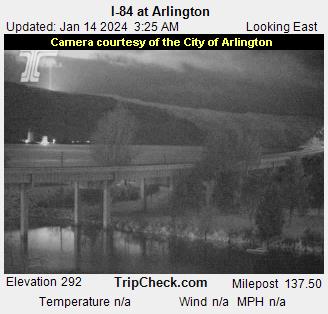 I-84 at Arlington
Updated: Jan 14 2024 3:25 AM Looking East
Camera courtesy of the City of Arlington
Elevation 292 TripCheck.com Milepost 137.50
Temperature n/a Wind n/a MPH n/a